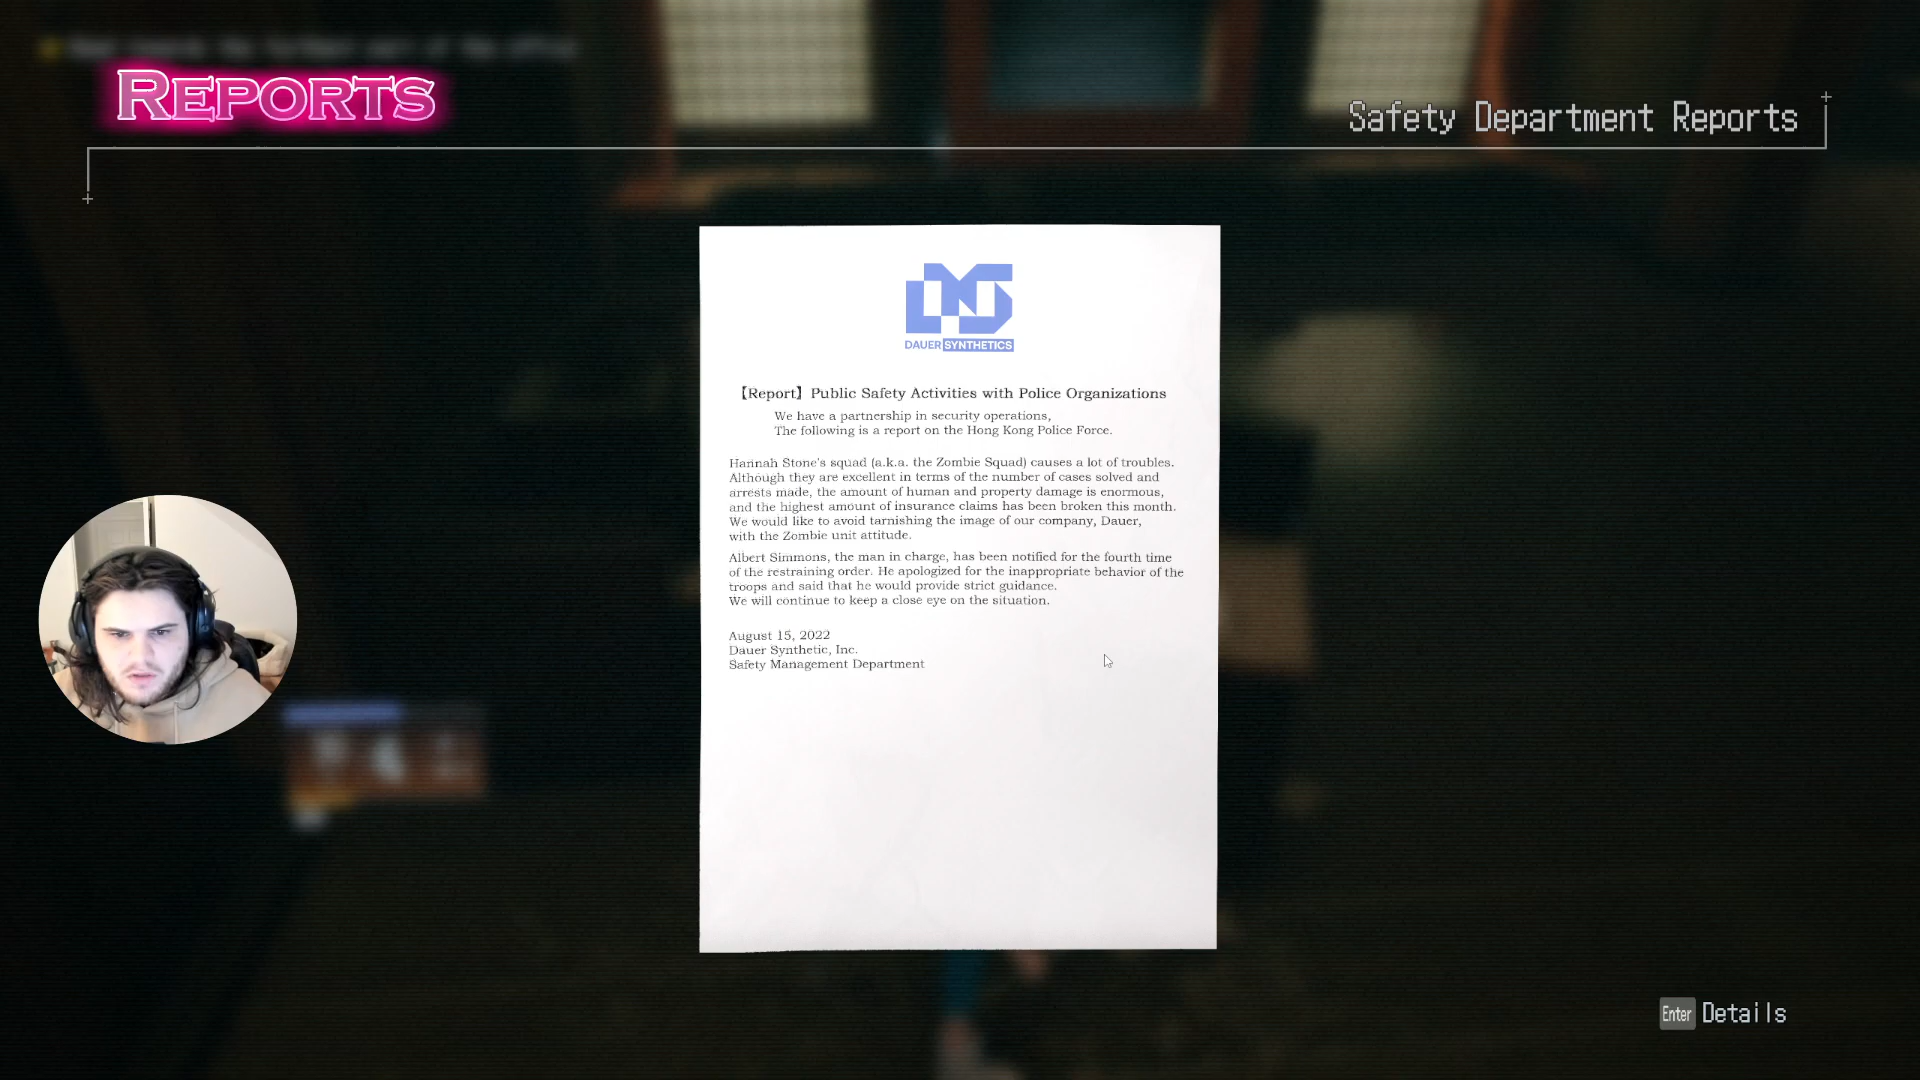 REPORTS
Safety Department Reports
DAUER SYNTHETICS
【Report】 Public Safety Activities with Police Organizations
We have a partnership in security operations,
The following is a report on the Hong Kong Police Force.
Hannah Stone's squad (a.k.a. the Zombie Squad) causes a lot of troubles.
Although they are excellent in terms of the number of cases solved and
arrests made, the amount of human and property damage is enormous,
and the highest amount of insurance claims has been broken this month.
We would like to avoid tarnishing the image of our company, Dauer,
with the Zombie unit attitude.
Albert Simmons, the man in charge, has been notified for the fourth time
of the restraining order. He apologized for the inappropriate behavior of the
troops and said that he would provide strict guidance.
We will continue to keep a close eye on the situation.
August 15, 2022
Dauer Synthetic, Inc.
Safety Management Department
Enter Details